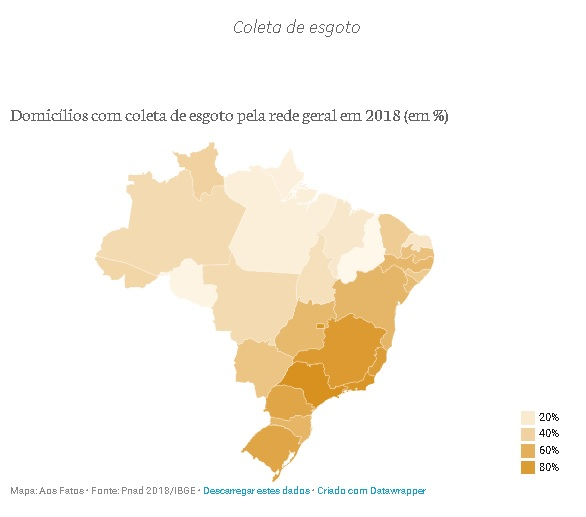 Coleta de esgoto
Domicílios com coleta de esgoto pela rede geral em 2018 (em %)
20%
40%
60%
80%
Mapa: Aos Fatos • Fonte: Pnad 2018/IBGE • Descarregar estes dados • Criado com Datawrapper